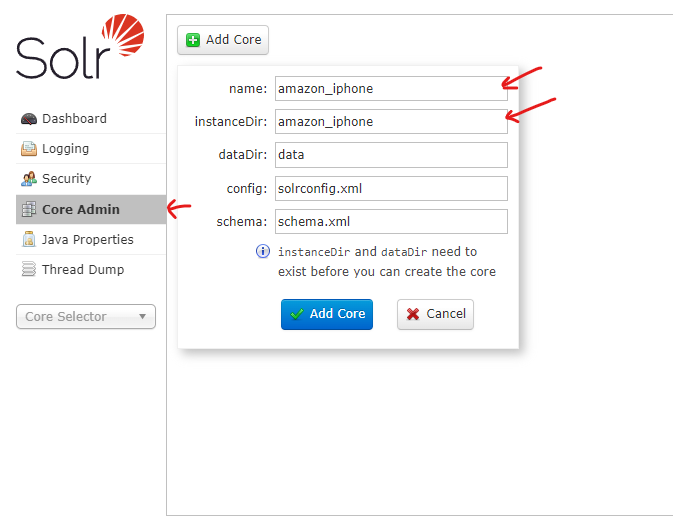 Solr
Add Core
name: amazon_iphone
instanceDir: amazon_iphone
dataDir: data
config: solrconfig.xml
schema: schema.xml
instanceDir and dataDir need to
exist before you can create the core
Add Core Cancel
Dashboard
Logging
Security
Core Admin
Java Properties
Thread Dump
Core Selector